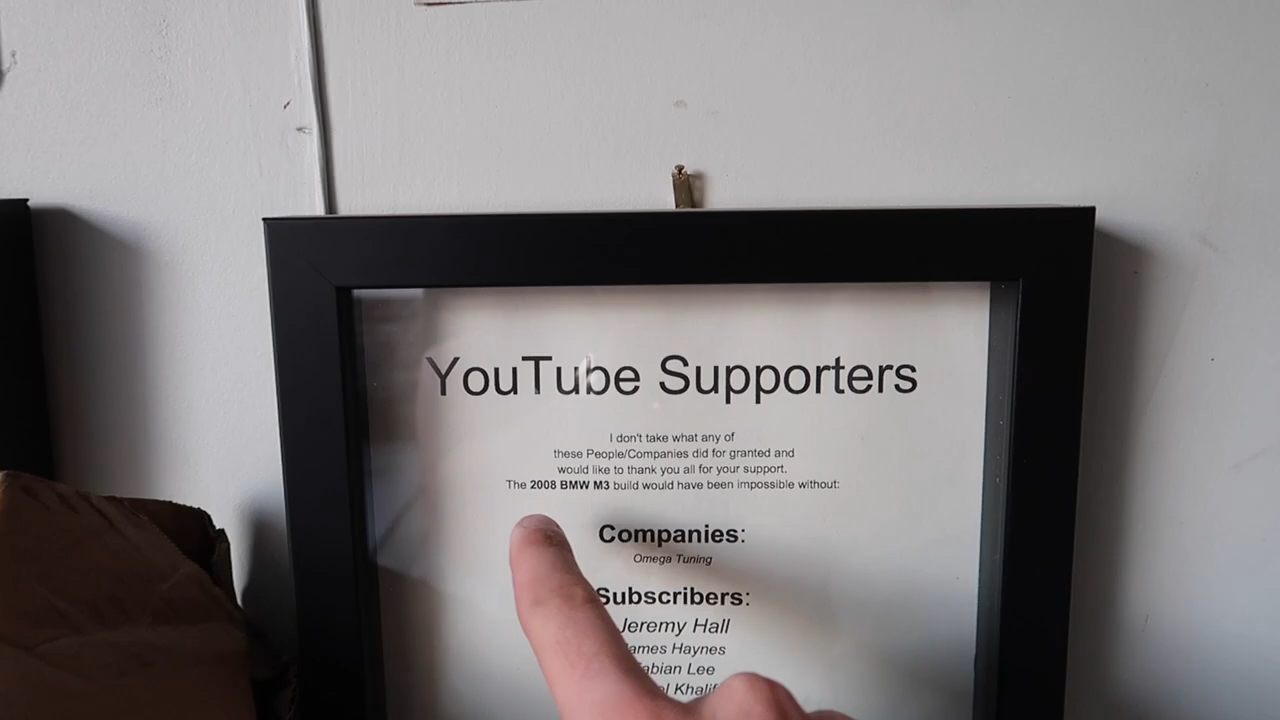 YouTube Supporters
I don't take what any of
these People/Companies did for granted and
would like to thank you all for your support.
The 2008 BMW M3 build would have been impossible without:
Companies:
Omega Tuning
Subscribers:
Jeremy Hall
Haynes
Lee